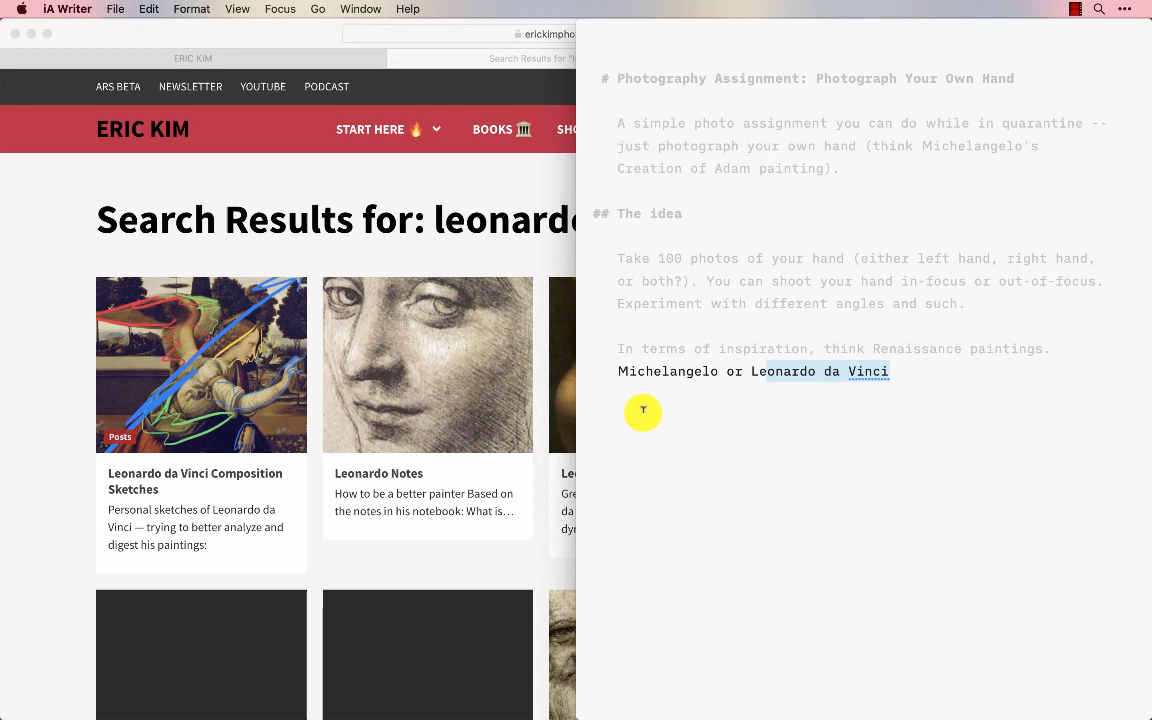 iA Writer File Edit Format View Focus Go Window Help
erickimpho
ERIC KIM
Search Results for "l
ARS BETA NEWSLETTER YOUTUBE PODCAST
ERIC KIM
START HERE 🔥 BOOKS 🏛️ SHO
Search Results for: leonardo
Posts
Leonardo da Vinci Composition
Sketches
Personal sketches of Leonardo da
Vinci — trying to better analyze and
digest his paintings:
Leonardo Notes
How to be a better painter Based on
the notes in his notebook: What is…
Le
Gre
da
dyn
# Photography Assignment: Photograph Your Own Hand
A simple photo assignment you can do while in quarantine --
just photograph your own hand (think Michelangelo's
Creation of Adam painting).
## The idea
Take 100 photos of your hand (either left hand, right hand,
or both?). You can shoot your hand in-focus or out-of-focus.
Experiment with different angles and such.
In terms of inspiration, think Renaissance paintings.
Michelangelo or Leonardo da Vinci